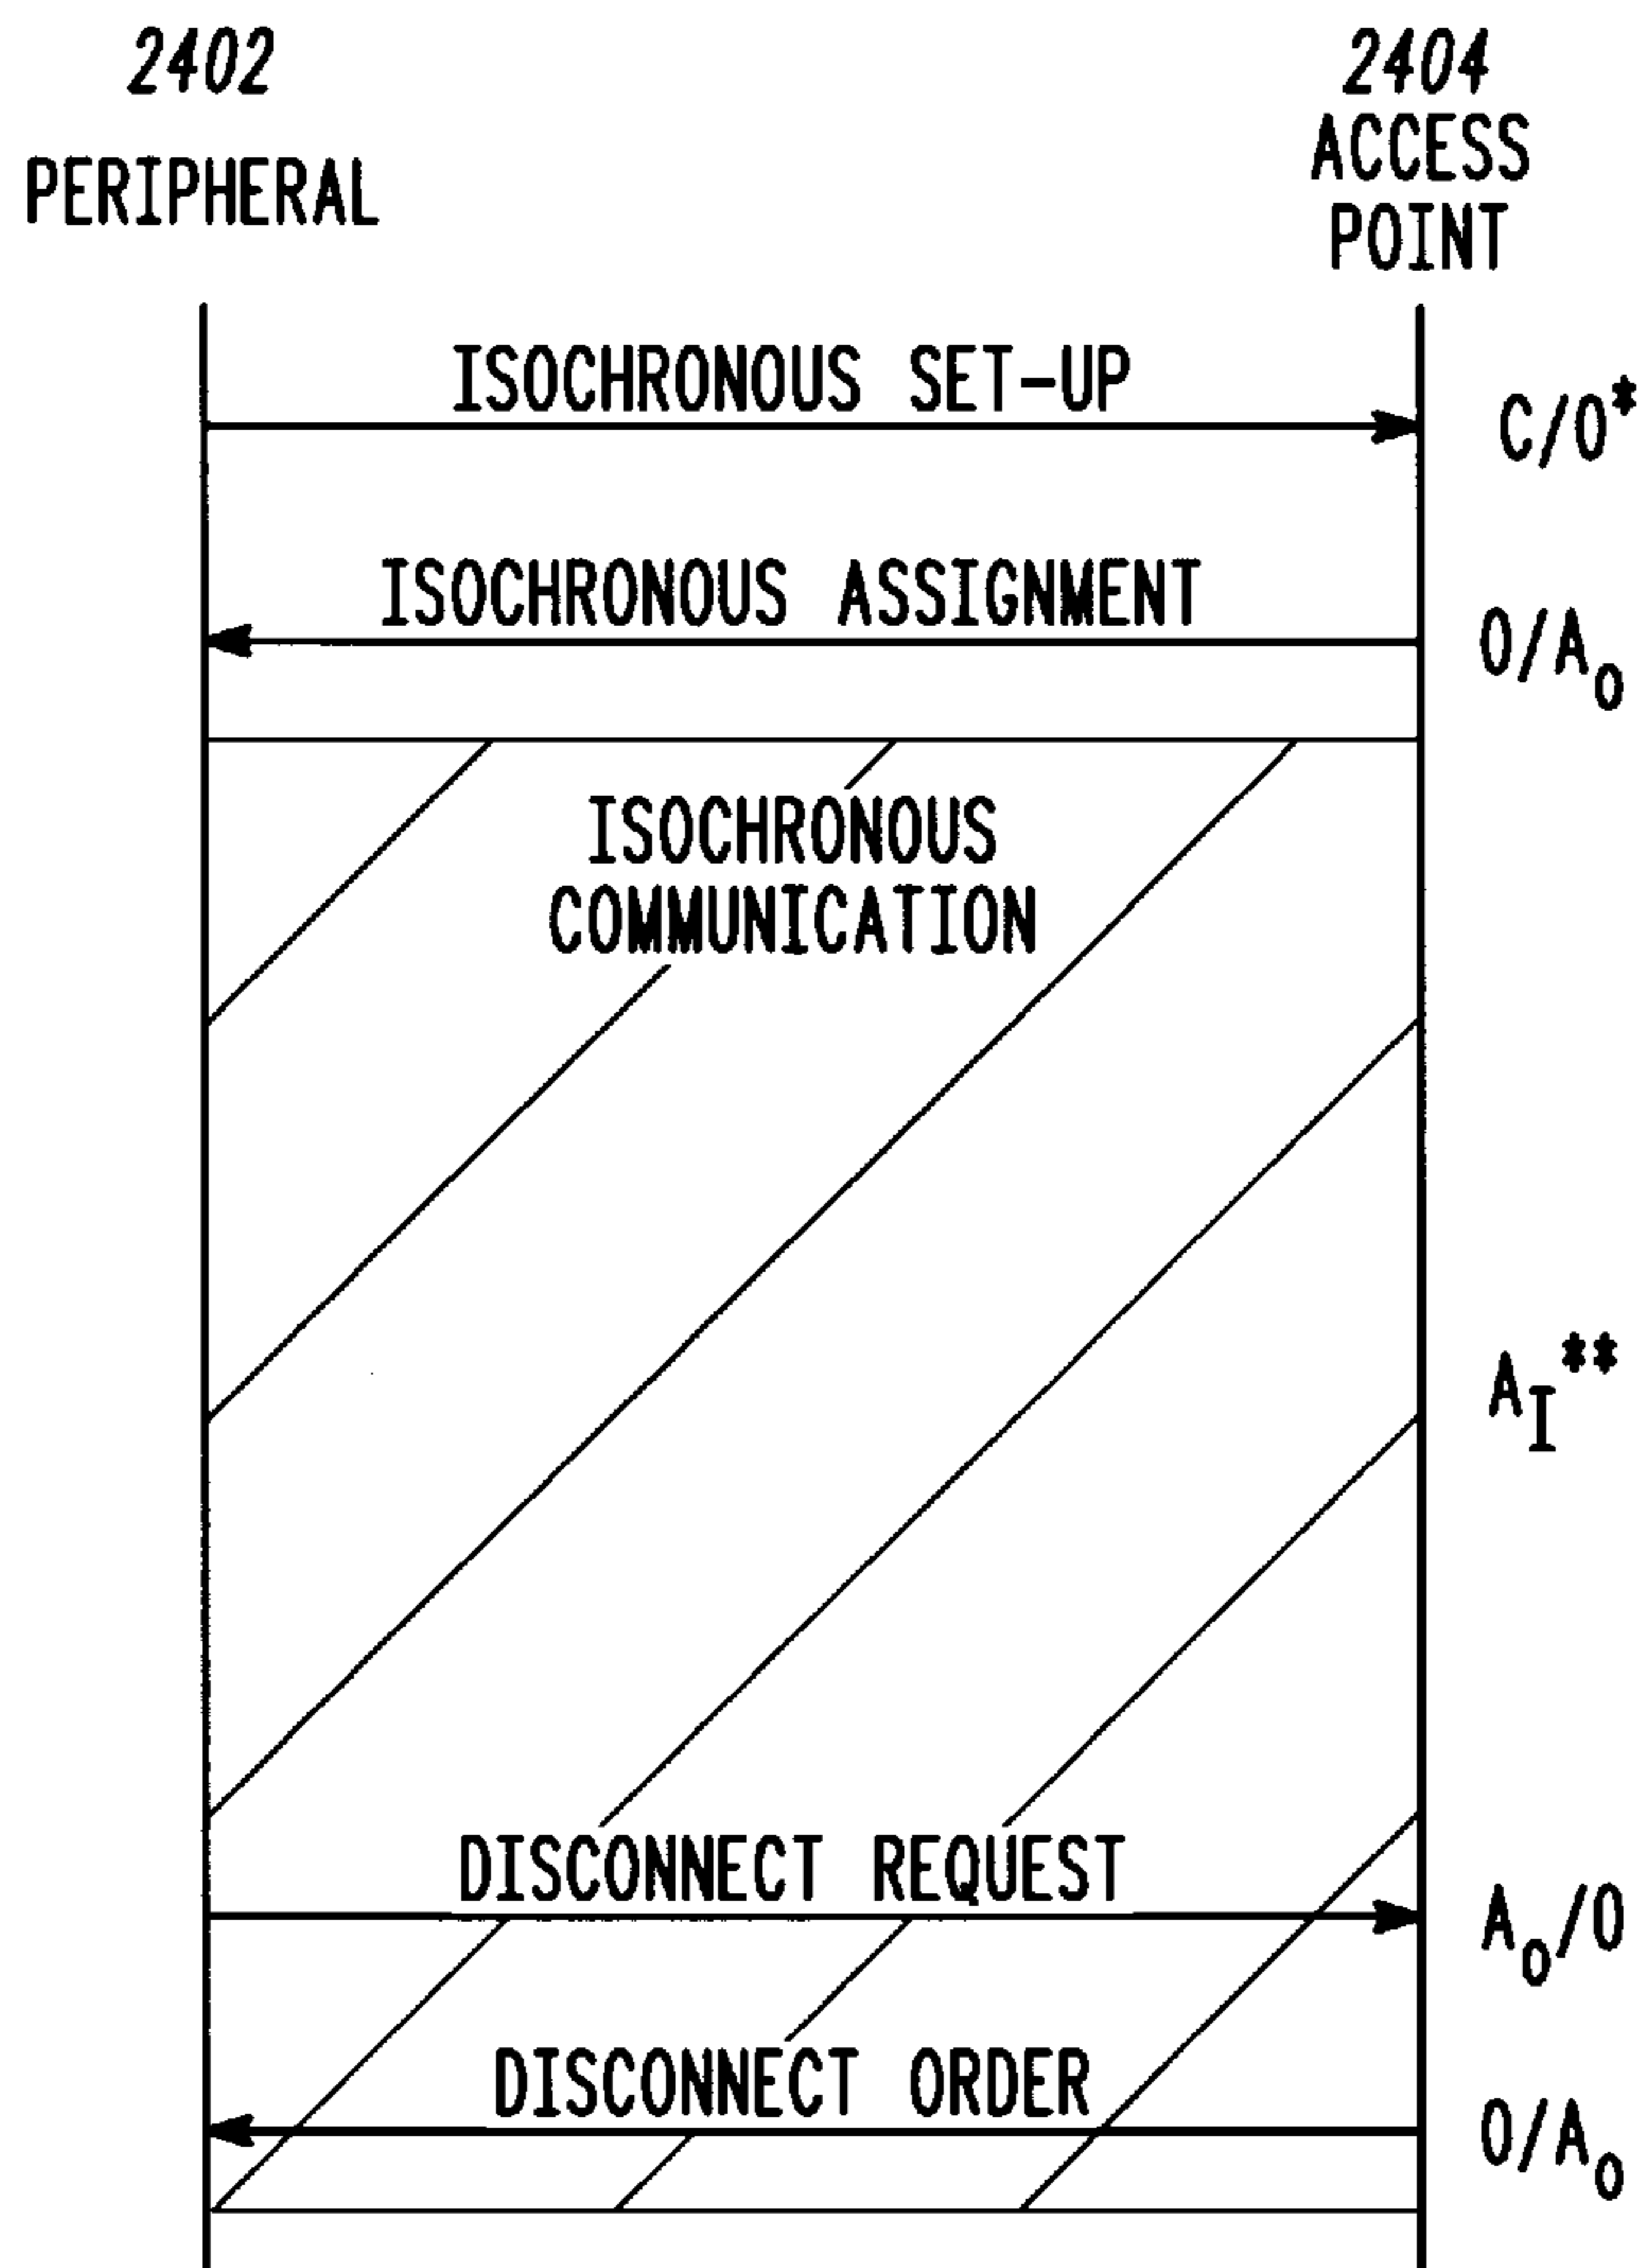 2402
PERIPHERAL
2404
ACCESS
POINT
ISOCHRONOUS SET-UP
C/O*
ISOCHRONOUS ASSIGNMENT
O/A₀
ISOCHRONOUS
COMMUNICATION
A_I**
DISCONNECT REQUEST
A₀/O
DISCONNECT ORDER
O/A₀